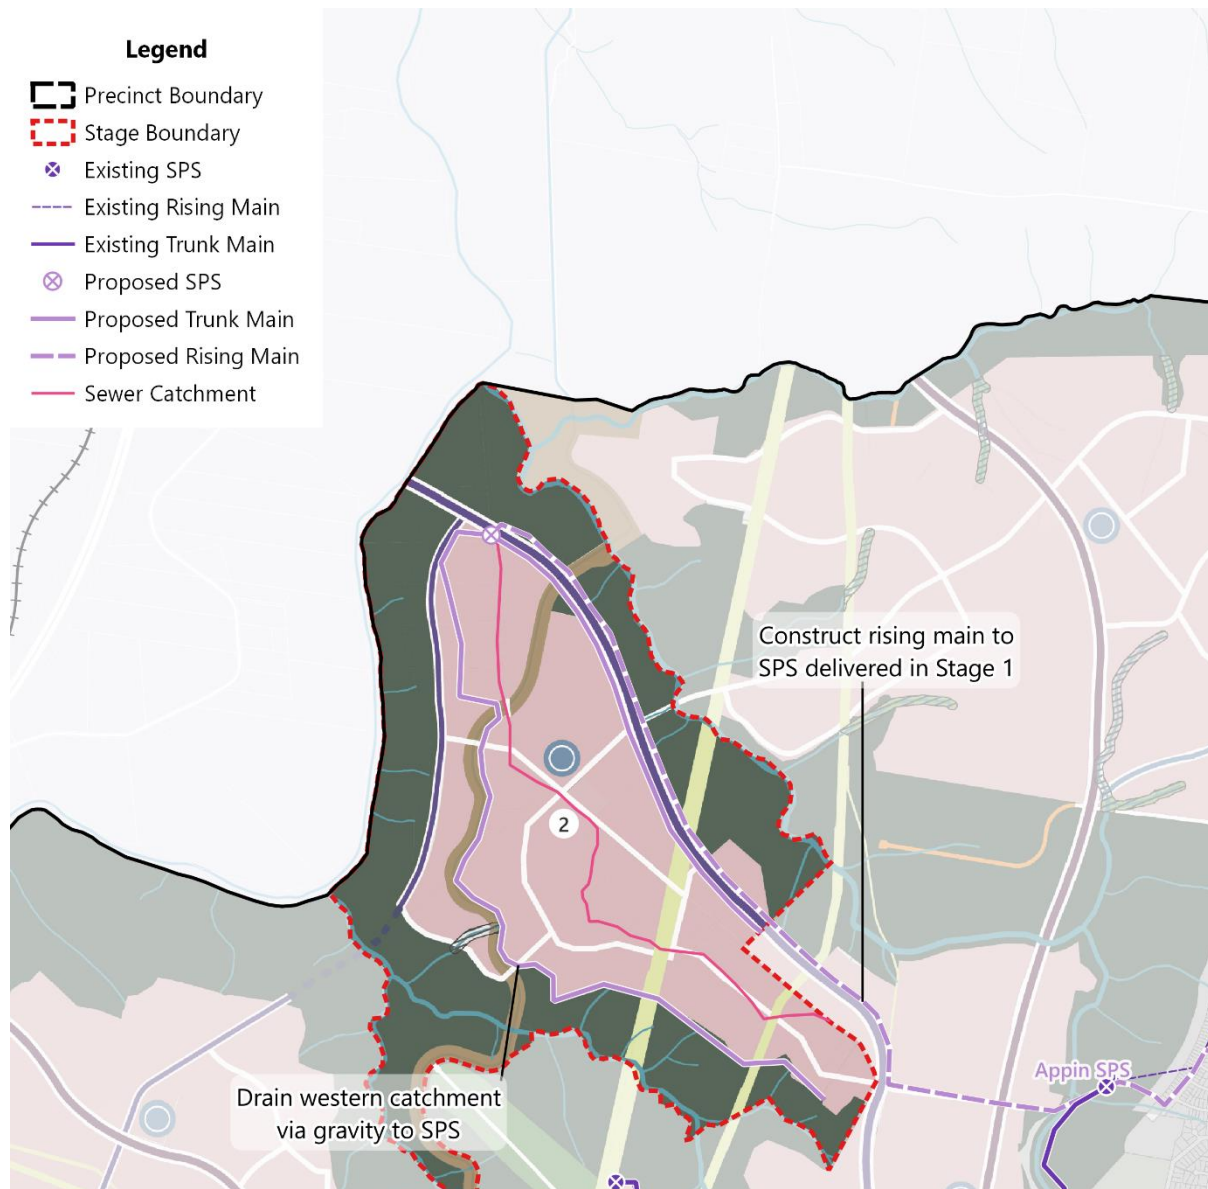 Legend
Precinct Boundary
Stage Boundary
Existing SPS
Existing Rising Main
Existing Trunk Main
Proposed SPS
Proposed Trunk Main
Proposed Rising Main
Sewer Catchment
Construct rising main to
SPS delivered in Stage 1
2
Appin SPS
Drain western catchment
via gravity to SPS